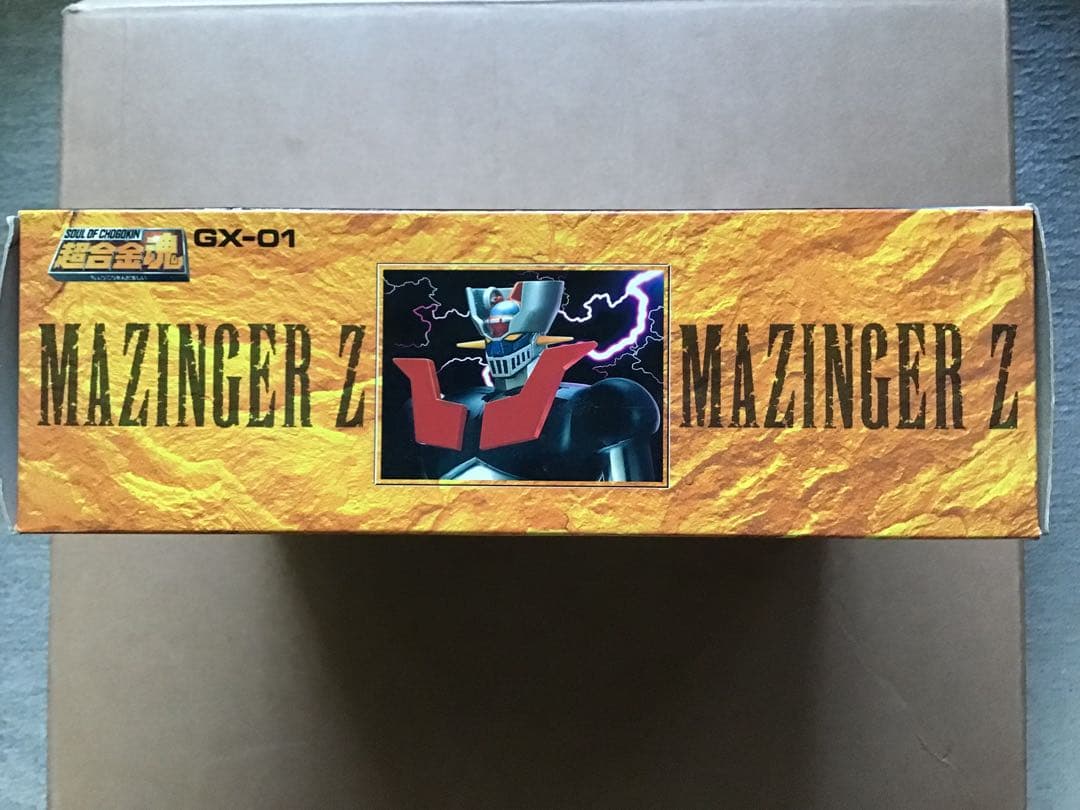 SOUL OF CHOGOKIN
超合金魂
GX-01
MAZINGER Z
MAZINGER Z